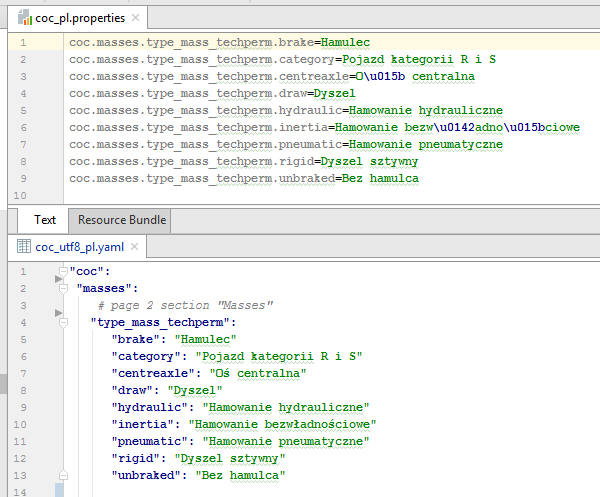 coc_pl.properties
1 coc.masses.type_mass_techperm.brake=Hamulec
2 coc.masses.type_mass_techperm.category=Pojazd kategorii R i S
3 coc.masses.type_mass_techperm.centreaxle=O\u015b centralna
4 coc.masses.type_mass_techperm.draw=Dyszel
5 coc.masses.type_mass_techperm.hydraulic=Hamowanie hydrauliczne
6 coc.masses.type_mass_techperm.inertia=Hamowanie bezw\u0142adno\u015bciowe
7 coc.masses.type_mass_techperm.pneumatic=Hamowanie pneumatyczne
8 coc.masses.type_mass_techperm.rigid=Dyszel sztywny
9 coc.masses.type_mass_techperm.unbraked=Bez hamulca
10
Text Resource Bundle
coc_utf8_pl.yaml
1 "coc":
2 "masses":
3 # page 2 section "Masses"
4 "type_mass_techperm":
5 "brake": "Hamulec"
6 "category": "Pojazd kategorii R i S"
7 "centreaxle": "Oś centralna"
8 "draw": "Dyszel"
9 "hydraulic": "Hamowanie hydrauliczne"
10 "inertia": "Hamowanie bezwładnościowe"
11 "pneumatic": "Hamowanie pneumatyczne"
12 "rigid": "Dyszel sztywny"
13 "unbraked": "Bez hamulca"
14